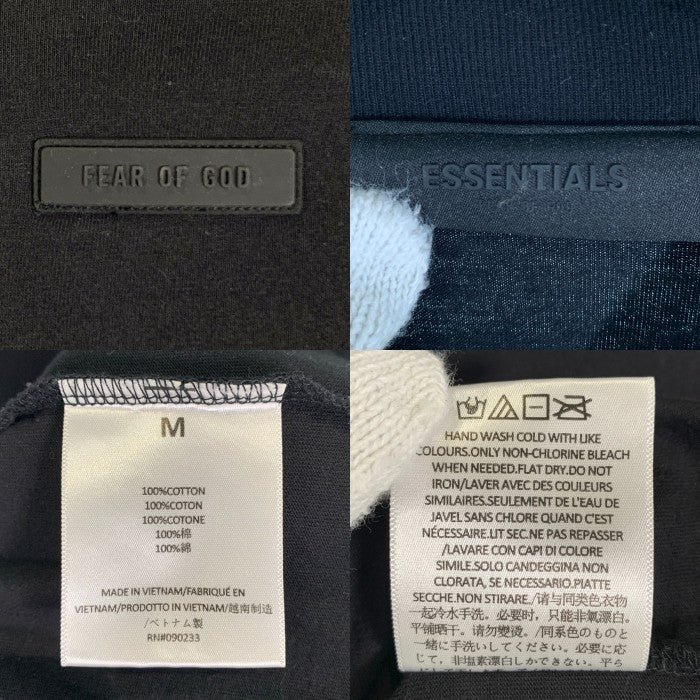 FEAR OF GOD
ESSENTIALS
M
100%COTTON
100%COTON
100%COTONE
100%棉
100%綿
MADE IN VIETNAM/FABRIQUÉ EN
VIETNAM/PRODOTTO IN VIETNAM/越南制造
/ベトナム製
RN#090233
HAND WASH COLD WITH LIKE
COLOURS.ONLY NON-CHLORINE BLEACH
WHEN NEEDED.FLAT DRY.DO NOT
IRON/LAVER AVEC DES COULEURS
SIMILAIRES.SEULEMENT DE L'EAU DE
JAVEL SANS CHLORE QUAND C'EST
NÉCESSAIRE.LIT SEC.NE PAS REPASSER
/LAVARE CON CAPI DI COLORE
SIMILE.SOLO CANDEGGINA NON
CLORATA, SE NECESSARIO.PIATTE
SECCHE.NON STIRARE./请与同类色衣物
一起冷水手洗。必要时，只能非氧漂白。
平铺晒干。请勿熨烫。/同系色のものと
一緒に手洗いしてください。必要に応じ
て，非塩素漂白しかできない。平ら